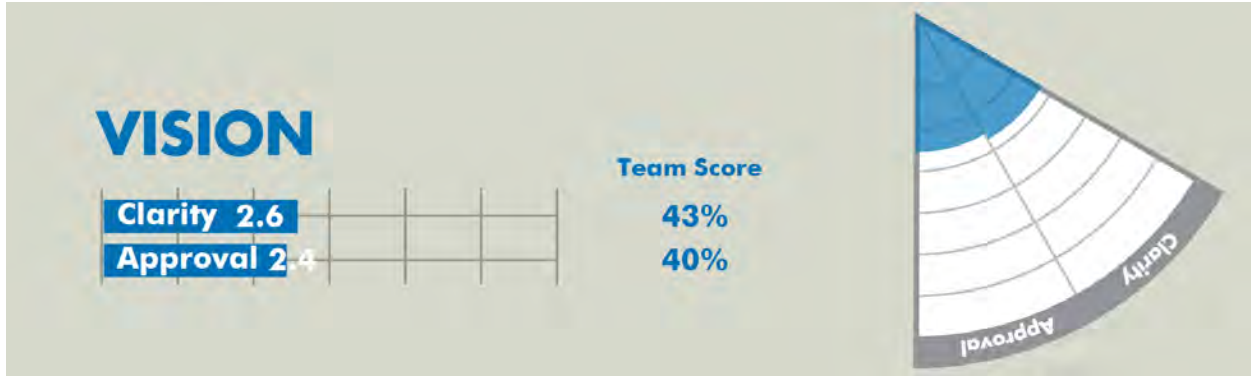 VISION
Team Score
Clarity 2.6 43%
Approval 2.4 40%
Clarity
Approval